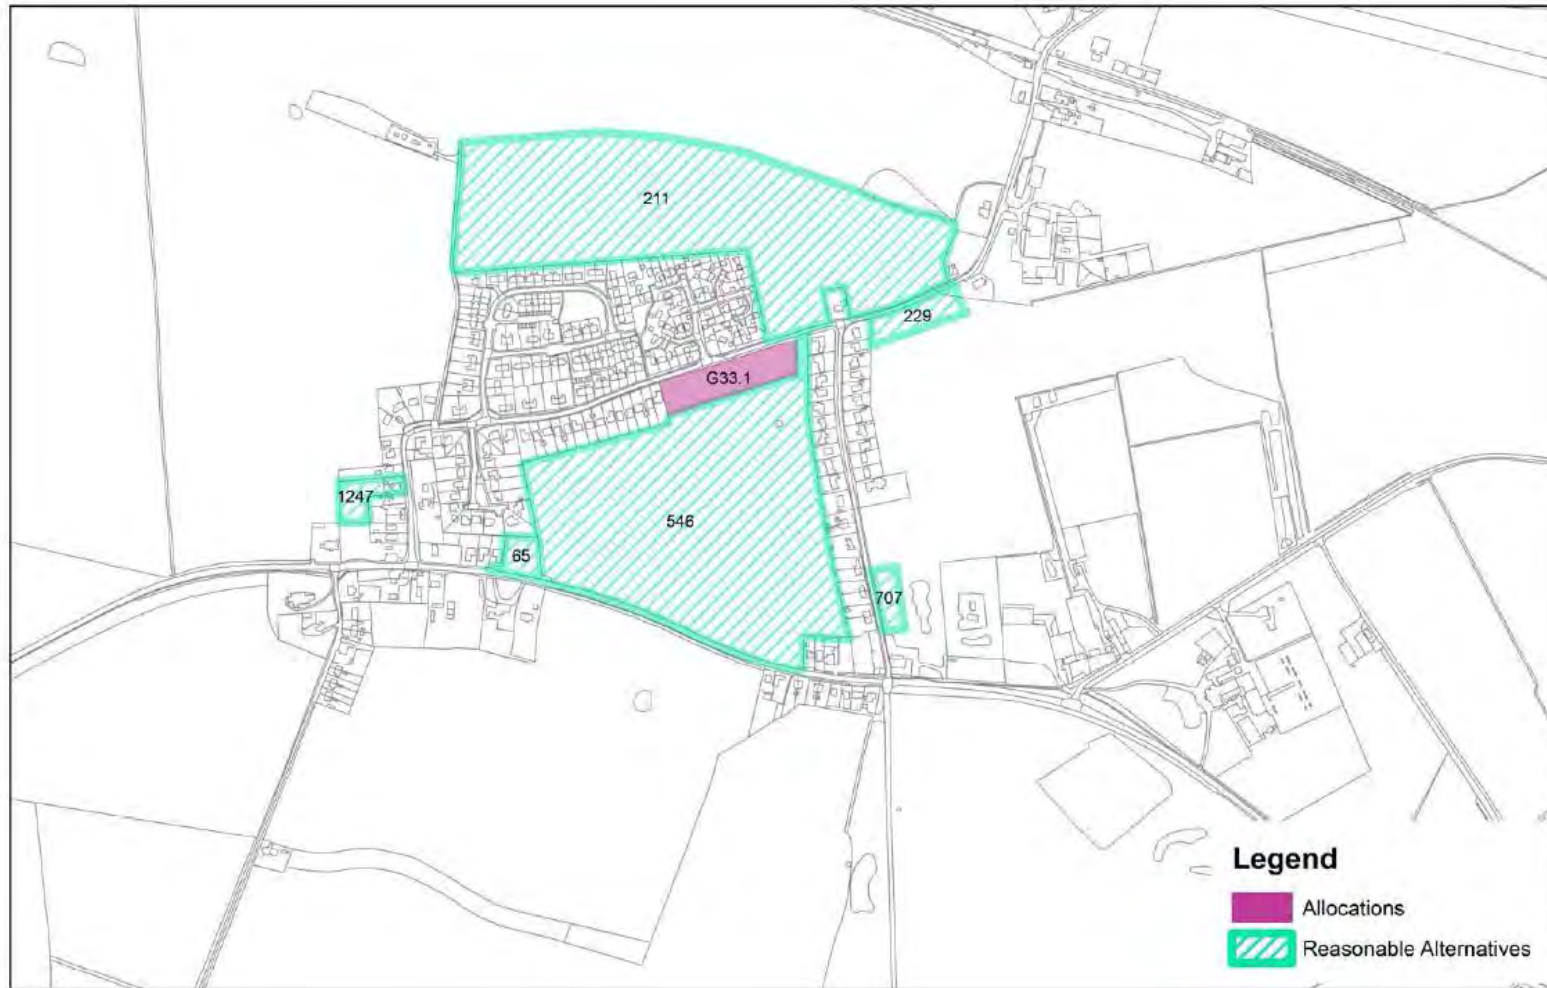 211
229
G33.1
1247
546
65
707
Legend
Allocations
Reasonable Alternatives